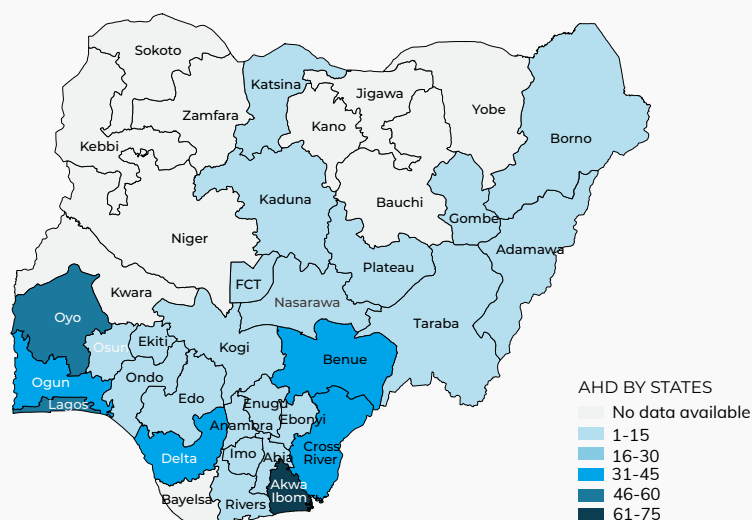 Sokoto
Katsina
Jigawa
Yobe
Zamfara
Kano
Borno
Kebbi
Kaduna
Bauchi
Gombe
Niger
Adamawa
Plateau
FCT
Kwara
Nasarawa
Oyo
Taraba
Osun
Ekiti
Kogi
Benue
Ogun
Ondo
Edo
Lagos
Enugu
Anambra
Ebonyi
Delta
Imo
Abia
Cross
River
Akwa
Ibom
Bayelsa
Rivers
AHD BY STATES
No data available
1-15
16-30
31-45
46-60
61-75